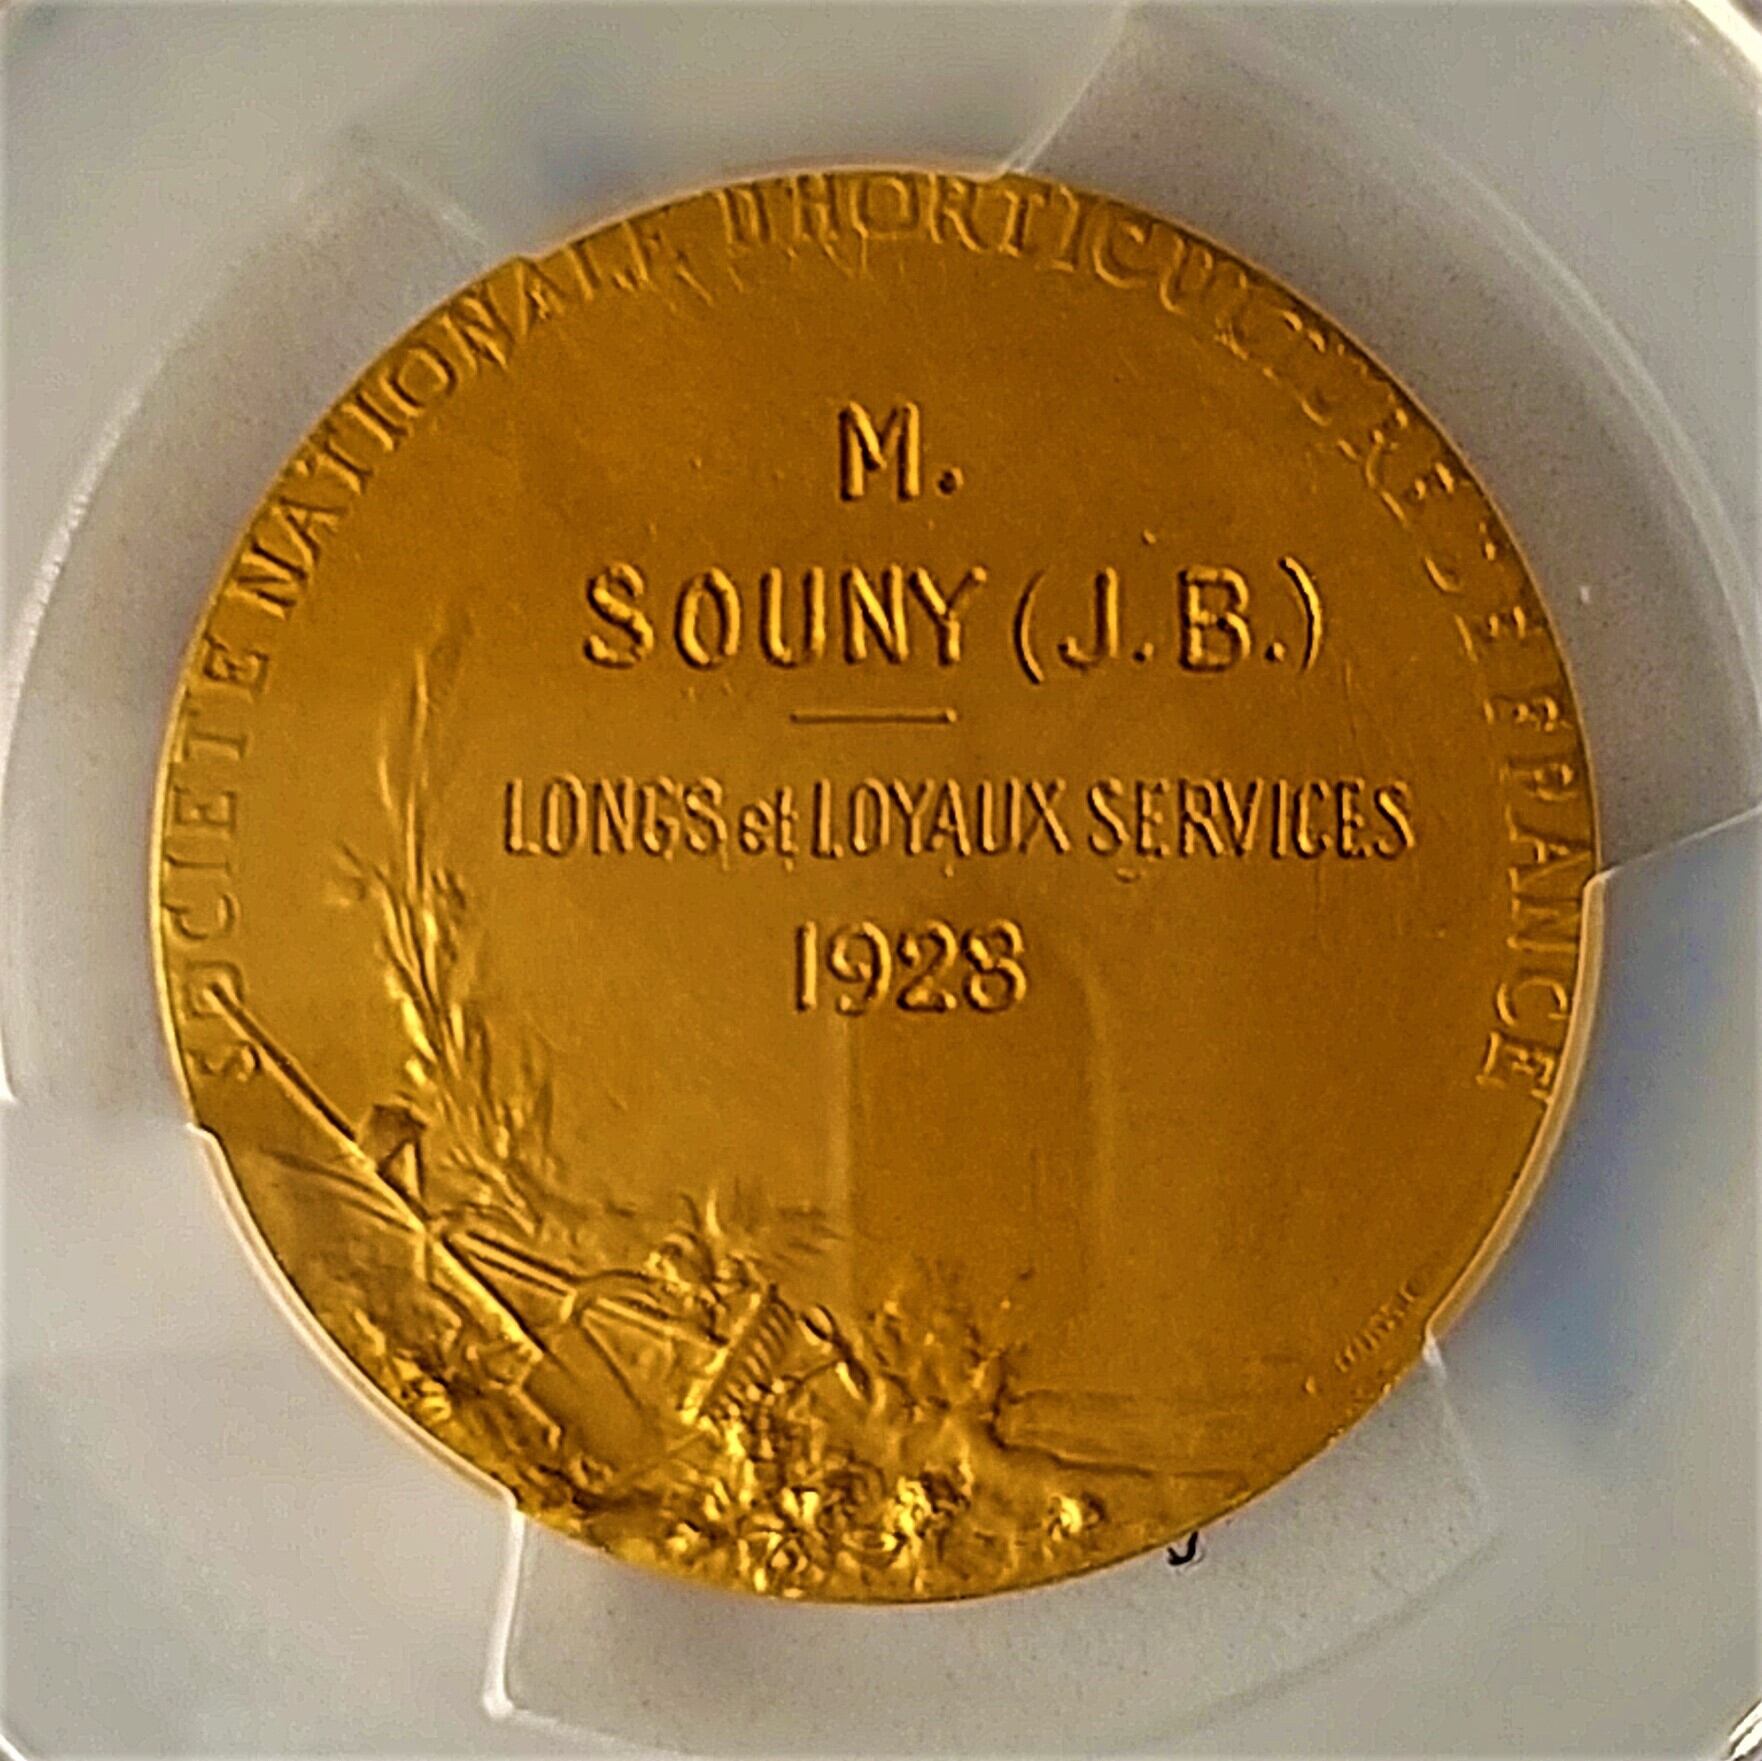 SOCIETE NATIONALE D'HORTICULTURE DE FRANCE
M.
SOUNY (J.B.)
LONGS et LOYAUX SERVICES
1928